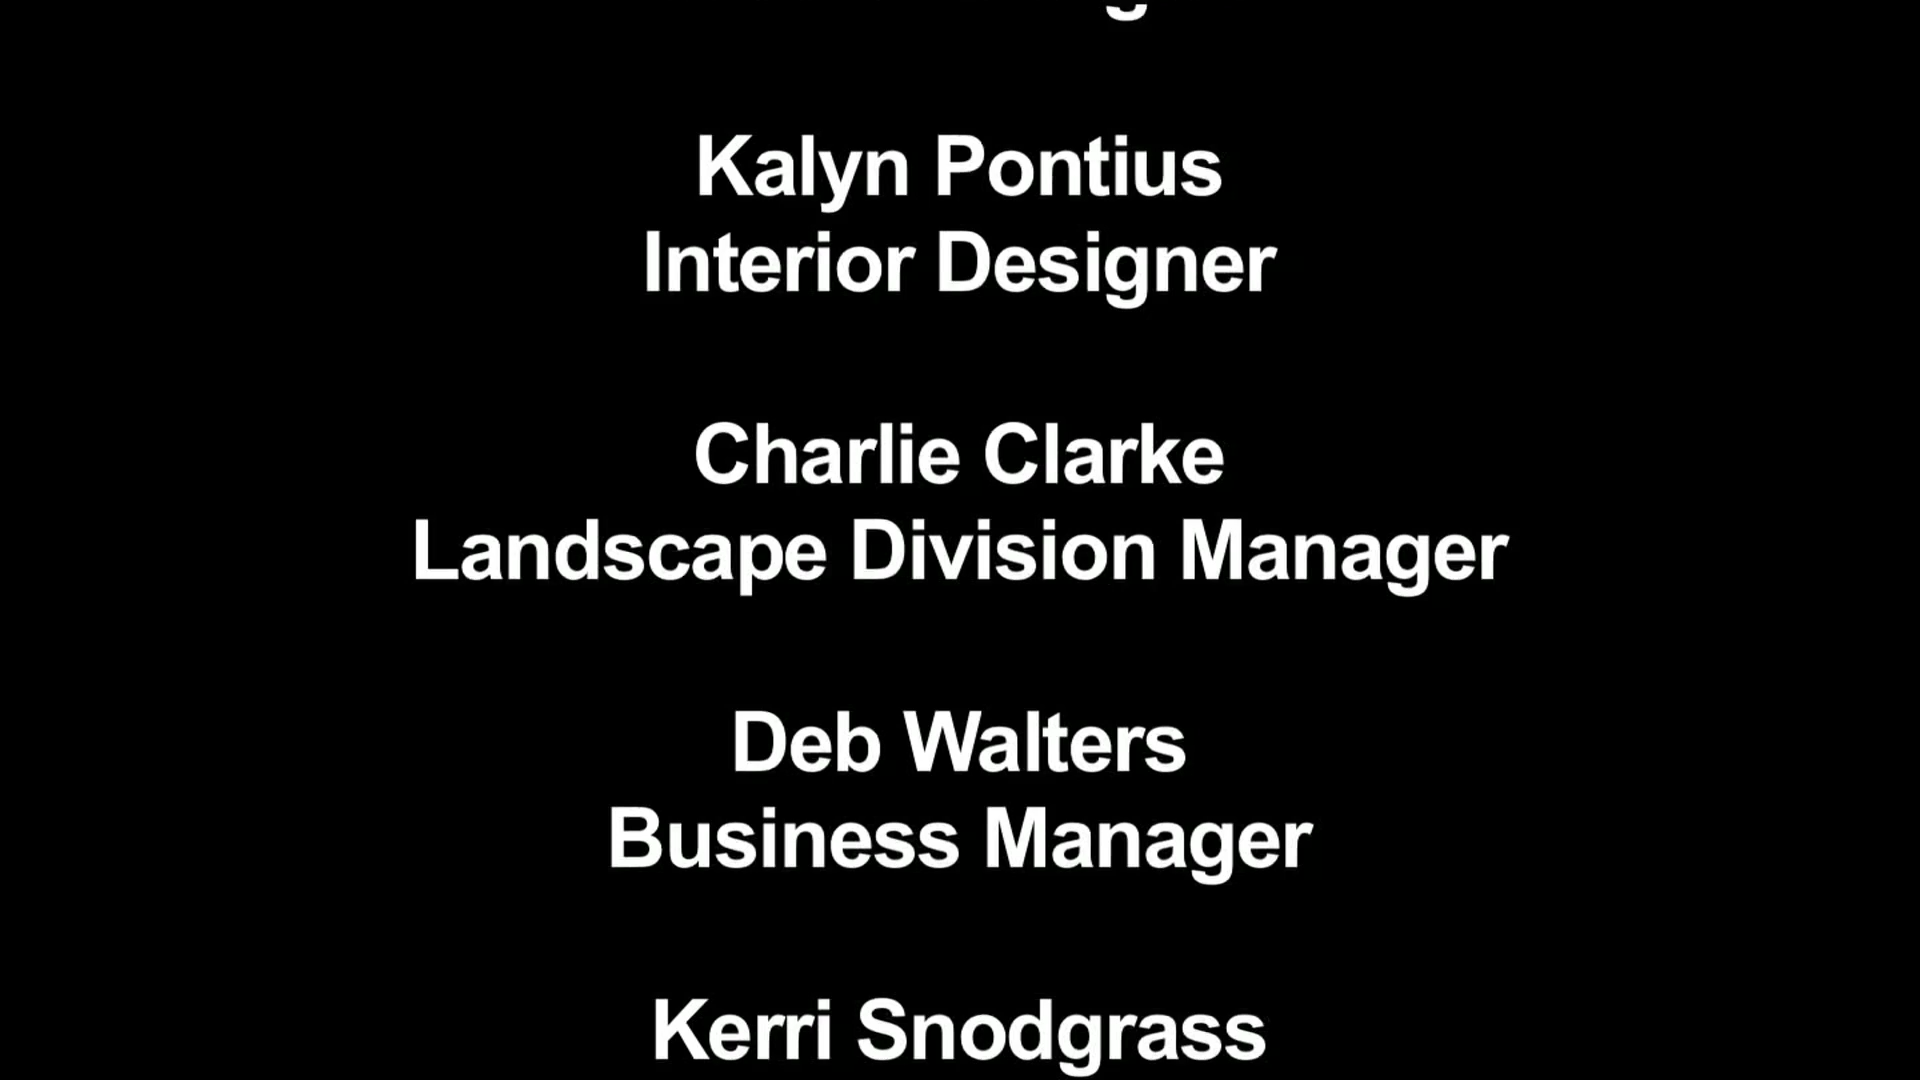 Kalyn Pontius
Interior Designer
Charlie Clarke
Landscape Division Manager
Deb Walters
Business Manager
Kerri Snodgrass